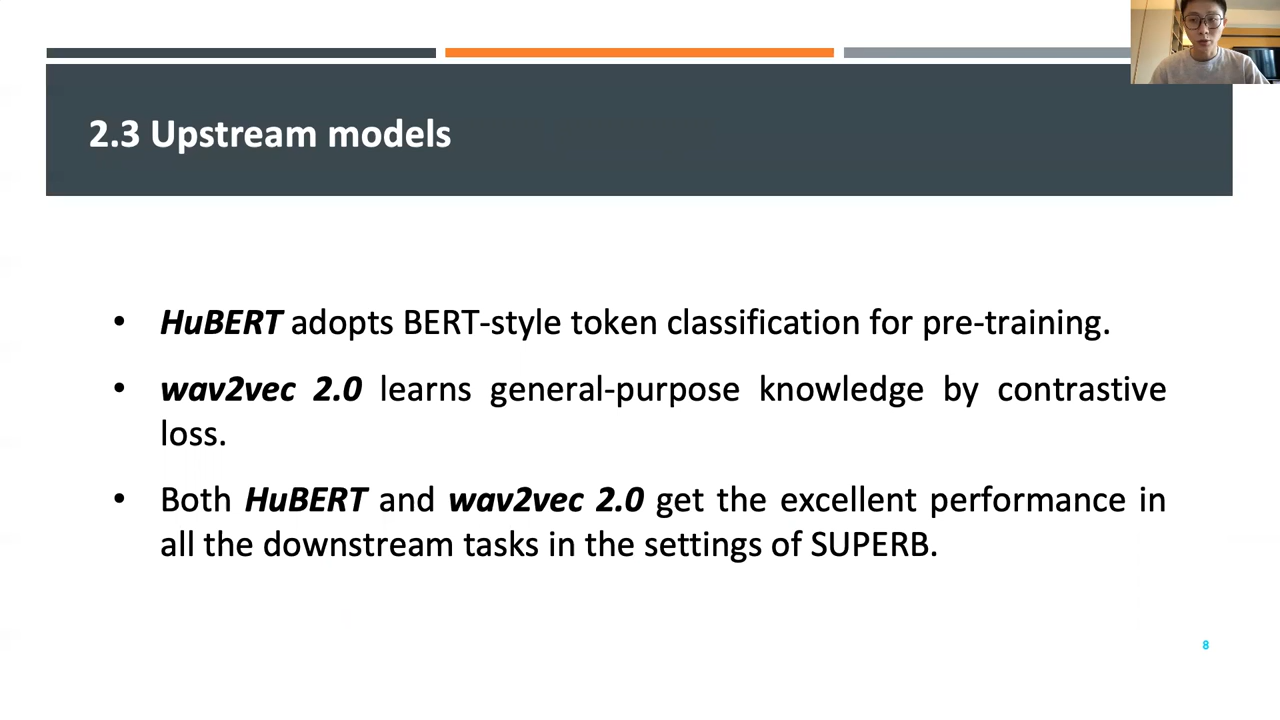 2.3 Upstream models
• HuBERT adopts BERT-style token classification for pre-training.
• wav2vec 2.0 learns general-purpose knowledge by contrastive
loss.
• Both HuBERT and wav2vec 2.0 get the excellent performance in
all the downstream tasks in the settings of SUPERB.
8